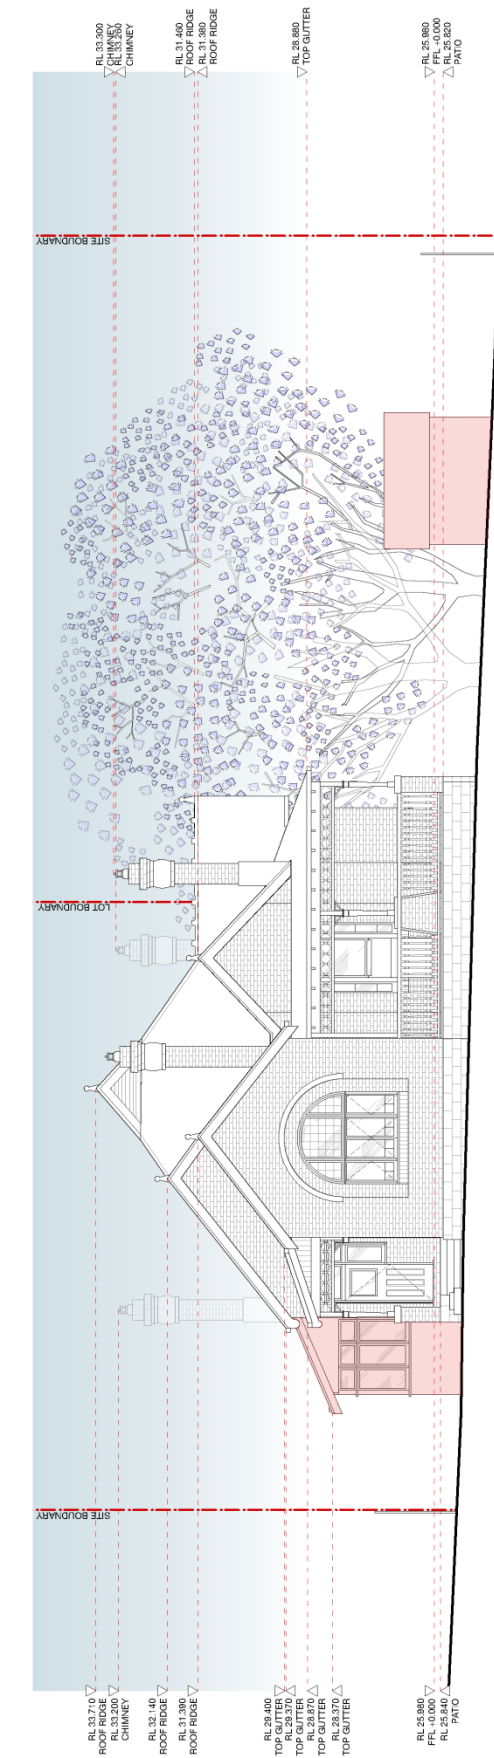 RL 33.300
CHIMNEY
RL 33.260
CHIMNEY
RL 31.460
ROOF RIDGE
RL 31.380
ROOF RIDGE
RL 28.880
TOP GUTTER
RL 25.980
FFL +0.000
RL 25.820
PATIO
SITE BOUDNARY
LOT BOUDNARY
SITE BOUDNARY
RL 33.710
ROOF RIDGE
RL 33.200
CHIMNEY
RL 32.140
ROOF RIDGE
RL 31.390
ROOF RIDGE
RL 29.400
TOP GUTTER
RL 29.370
TOP GUTTER
RL 28.870
TOP GUTTER
RL 28.370
TOP GUTTER
RL 25.980
FFL +0.000
RL 25.840
PATIO